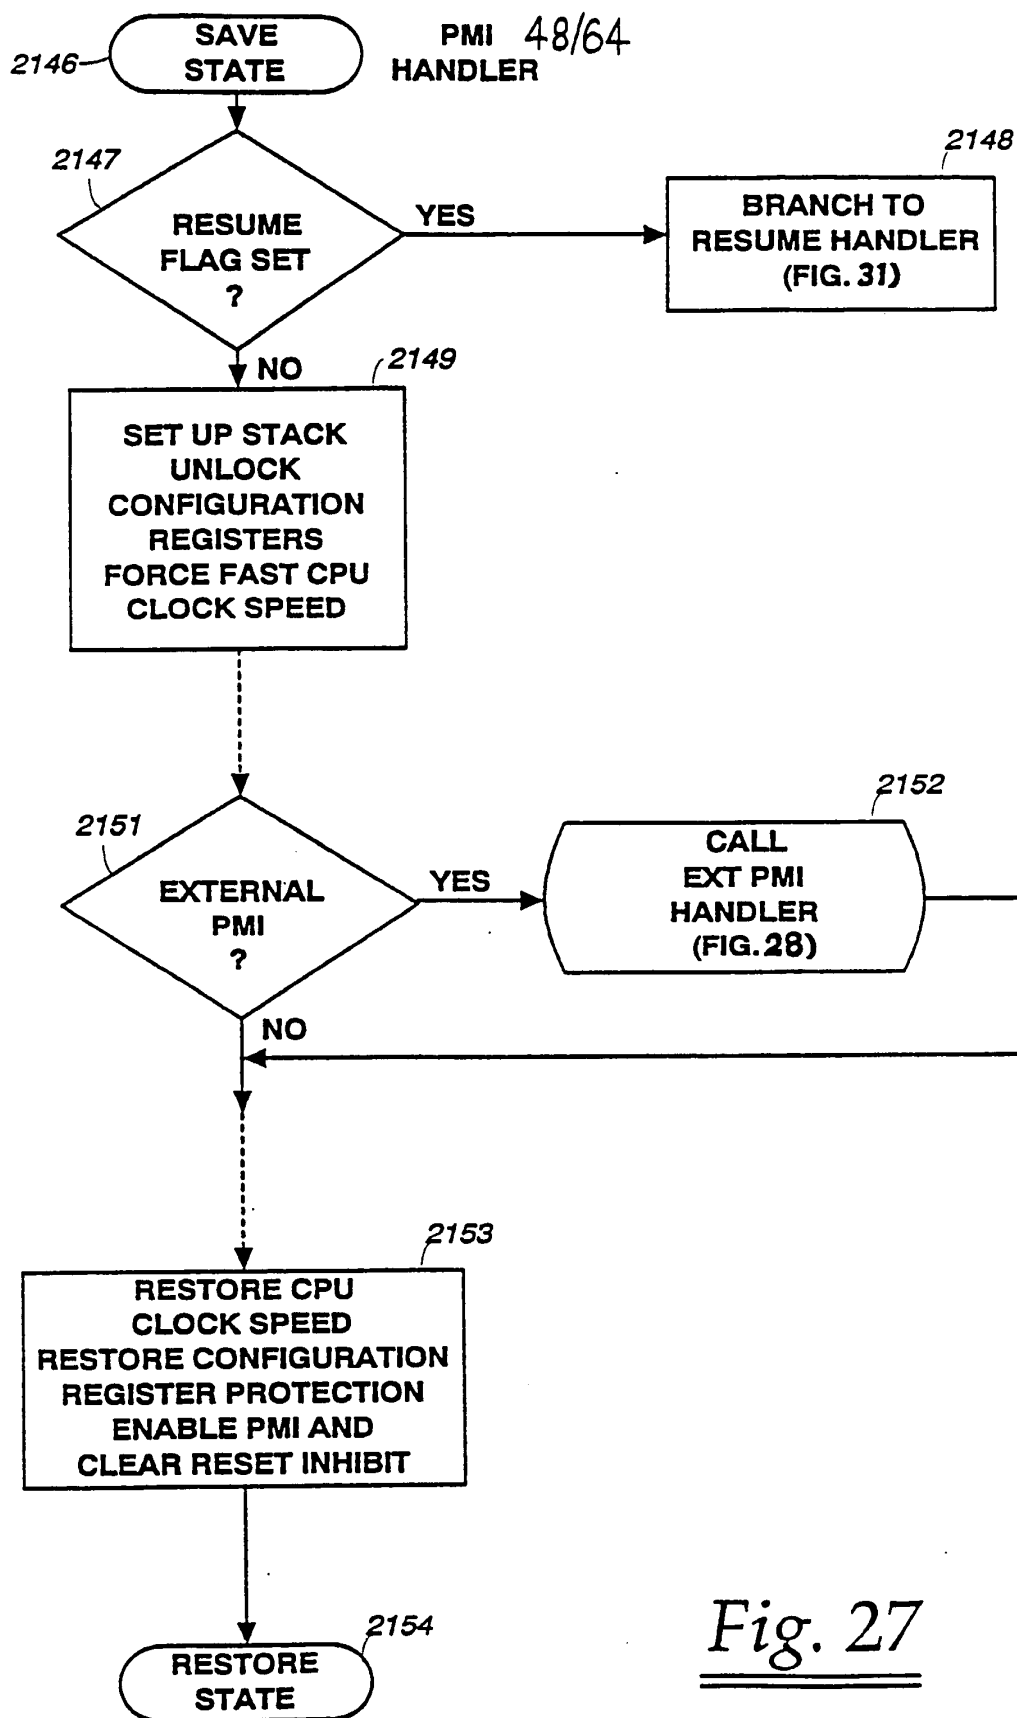 SAVE
STATE
2146
PMI 48/64
HANDLER
2147
RESUME
FLAG SET
?
YES
2148
BRANCH TO
RESUME HANDLER
(FIG. 31)
NO
2149
SET UP STACK
UNLOCK
CONFIGURATION
REGISTERS
FORCE FAST CPU
CLOCK SPEED
2151
EXTERNAL
PMI
?
YES
2152
CALL
EXT PMI
HANDLER
(FIG. 28)
NO
2153
RESTORE CPU
CLOCK SPEED
RESTORE CONFIGURATION
REGISTER PROTECTION
ENABLE PMI AND
CLEAR RESET INHIBIT
2154
RESTORE
STATE
Fig. 27